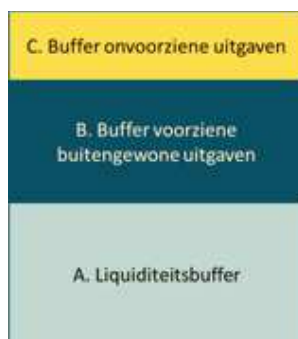 C. Buffer onvoorziene uitgaven
B. Buffer voorziene
buitengewone uitgaven
A. Liquiditeitsbuffer